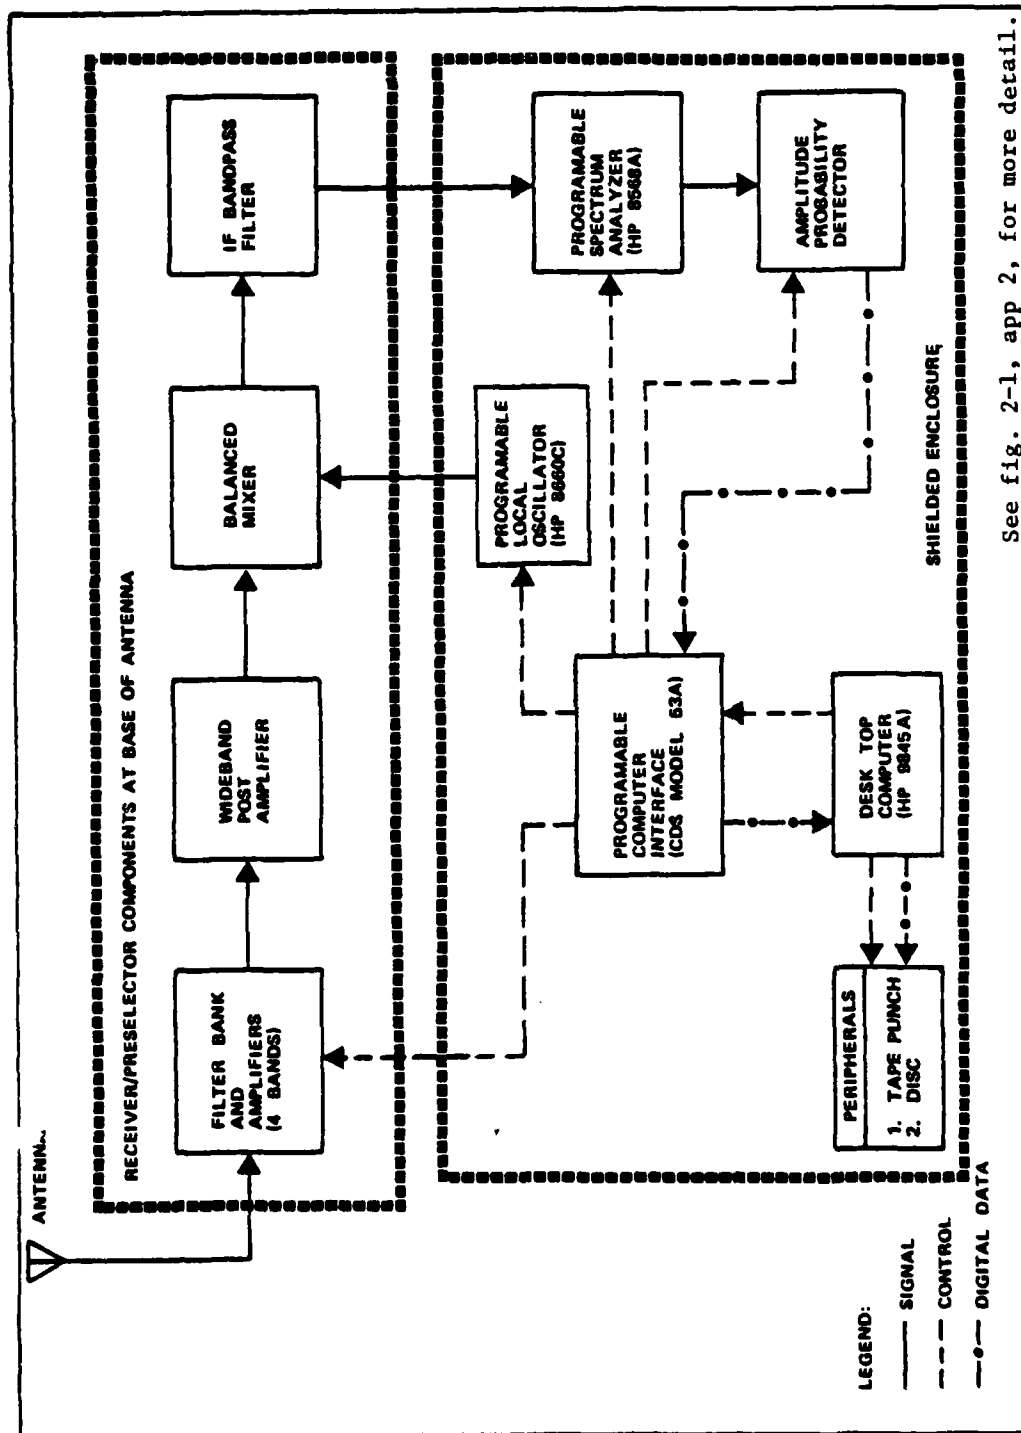 ANTENNA
RECEIVER/PRESELECTOR COMPONENTS AT BASE OF ANTENNA
FILTER BANK
AND
AMPLIFIERS
(4 BANDS)
WIDEBAND
POST
AMPLIFIER
BALANCED
MIXER
IF BANDPASS
FILTER
PROGRAMABLE
LOCAL
OSCILLATOR
(HP 8660C)
PROGRAMABLE
SPECTRUM
ANALYZER
(HP 8568A)
PROGRAMABLE
COMPUTER
INTERFACE
(CDS MODEL 53A)
AMPLITUDE
PROBABILITY
DETECTOR
PERIPHERALS
1. TAPE PUNCH
2. DISC
DESK TOP
COMPUTER
(HP 9845A)
SHIELDED ENCLOSURE
LEGEND:
SIGNAL
CONTROL
DIGITAL DATA
See fig. 2-1, app 2, for more detail.